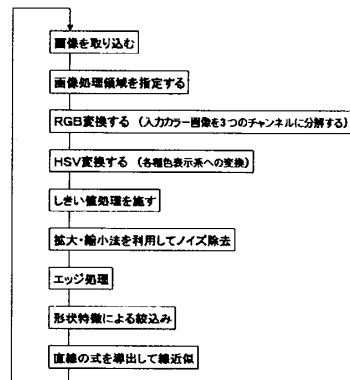 画像を取り込む
画像処理領域を指定する
RGB変換する (入力カラー画像を3つのチャンネルに分解する)
HSV変換する (各種色表示系への変換)
しきい値処理を施す
拡大・縮小法を利用してノイズ除去
エッジ処理
形状特徴による絞込み
直線の式を導出して線近似